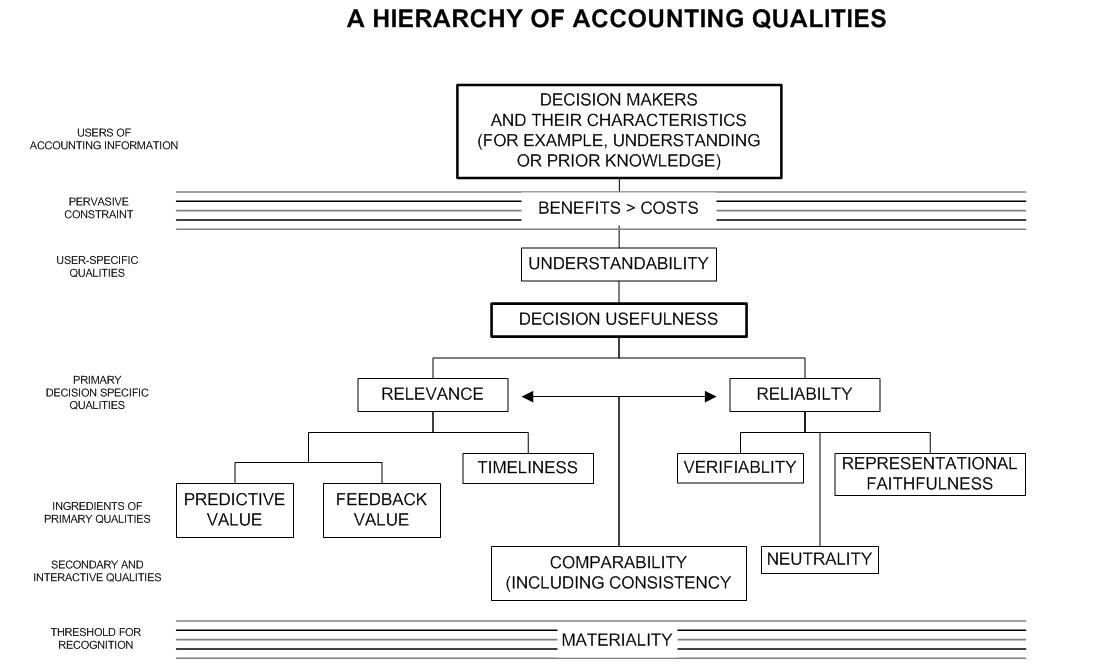 A HIERARCHY OF ACCOUNTING QUALITIES
DECISION MAKERS
AND THEIR CHARACTERISTICS
(FOR EXAMPLE, UNDERSTANDING
OR PRIOR KNOWLEDGE)
USERS OF
ACCOUNTING INFORMATION
PERVASIVE
CONSTRAINT
BENEFITS > COSTS
USER-SPECIFIC
QUALITIES
UNDERSTANDABILITY
DECISION USEFULNESS
PRIMARY
DECISION SPECIFIC
QUALITIES
RELEVANCE
RELIABILTY
TIMELINESS
VERIFIABLITY
REPRESENTATIONAL
FAITHFULNESS
INGREDIENTS OF
PRIMARY QUALITIES
PREDICTIVE
VALUE
FEEDBACK
VALUE
SECONDARY AND
INTERACTIVE QUALITIES
COMPARABILITY
(INCLUDING CONSISTENCY
NEUTRALITY
THRESHOLD FOR
RECOGNITION
MATERIALITY